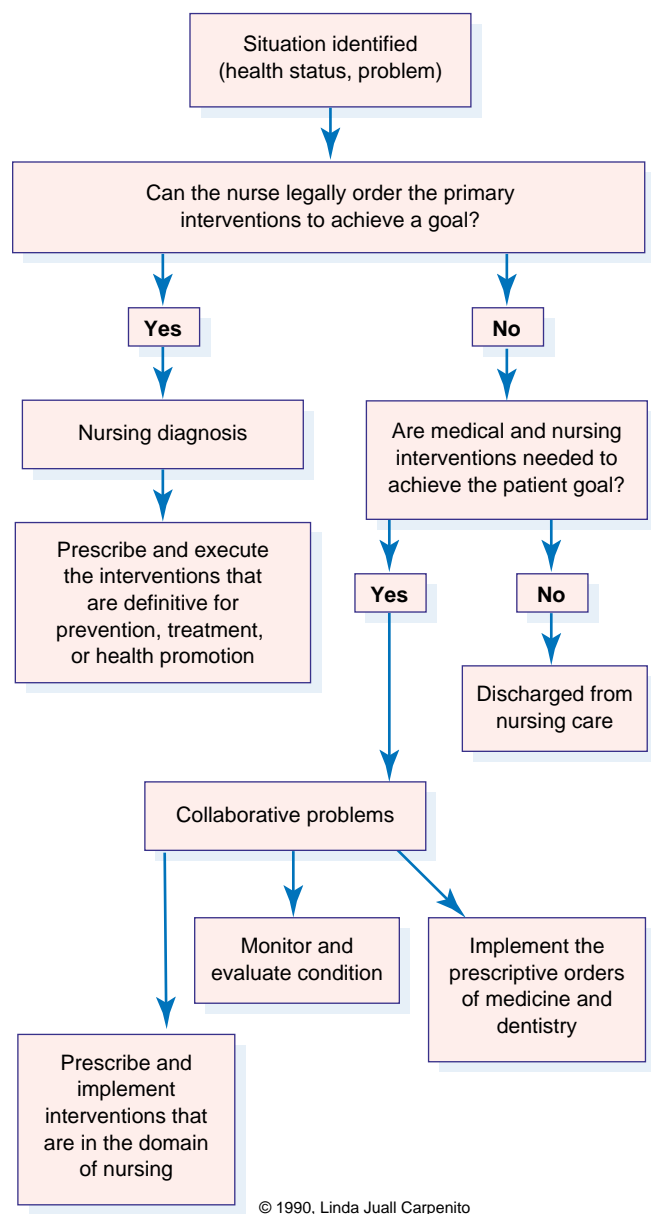 Situation identified
(health status, problem)
Can the nurse legally order the primary
interventions to achieve a goal?
Yes
No
Nursing diagnosis
Are medical and nursing
interventions needed to
achieve the patient goal?
Prescribe and execute
the interventions that
are definitive for
prevention, treatment,
or health promotion
Yes
No
Discharged from
nursing care
Collaborative problems
Monitor and
evaluate condition
Implement the
prescriptive orders
of medicine and
dentistry
Prescribe and
implement
interventions that
are in the domain
of nursing
© 1990, Linda Juall Carpenito